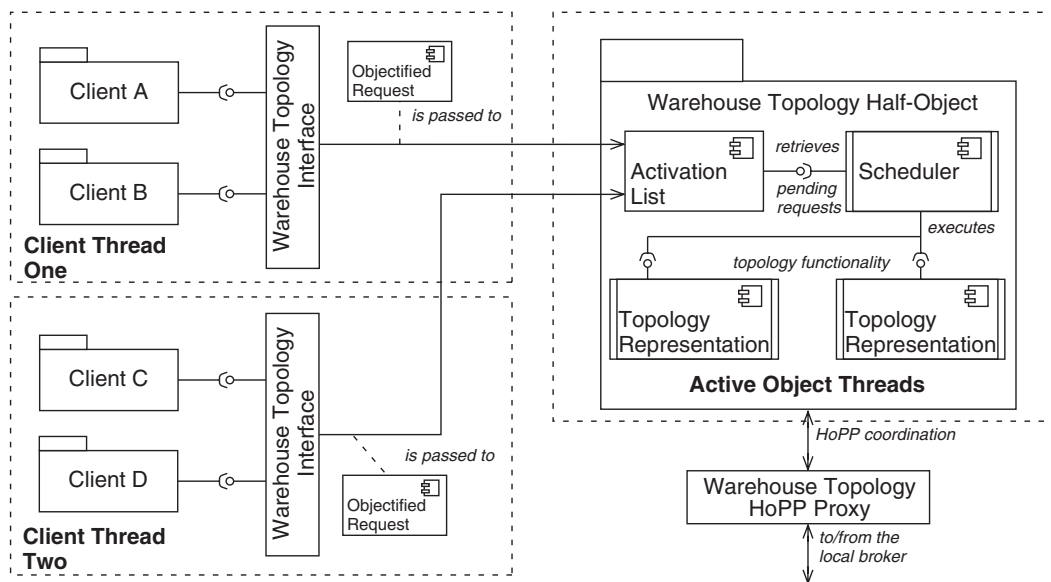 Client A
Client B
Client Thread
One
Warehouse Topology
Interface
Objectified
Request
is passed to
Client C
Client D
Client Thread
Two
Warehouse Topology
Interface
is passed to
Objectified
Request
Warehouse Topology Half-Object
Activation
List
retrieves
pending
requests
Scheduler
executes
topology functionality
Topology
Representation
Topology
Representation
Active Object Threads
HoPP coordination
Warehouse Topology
HoPP Proxy
to/from the
local broker